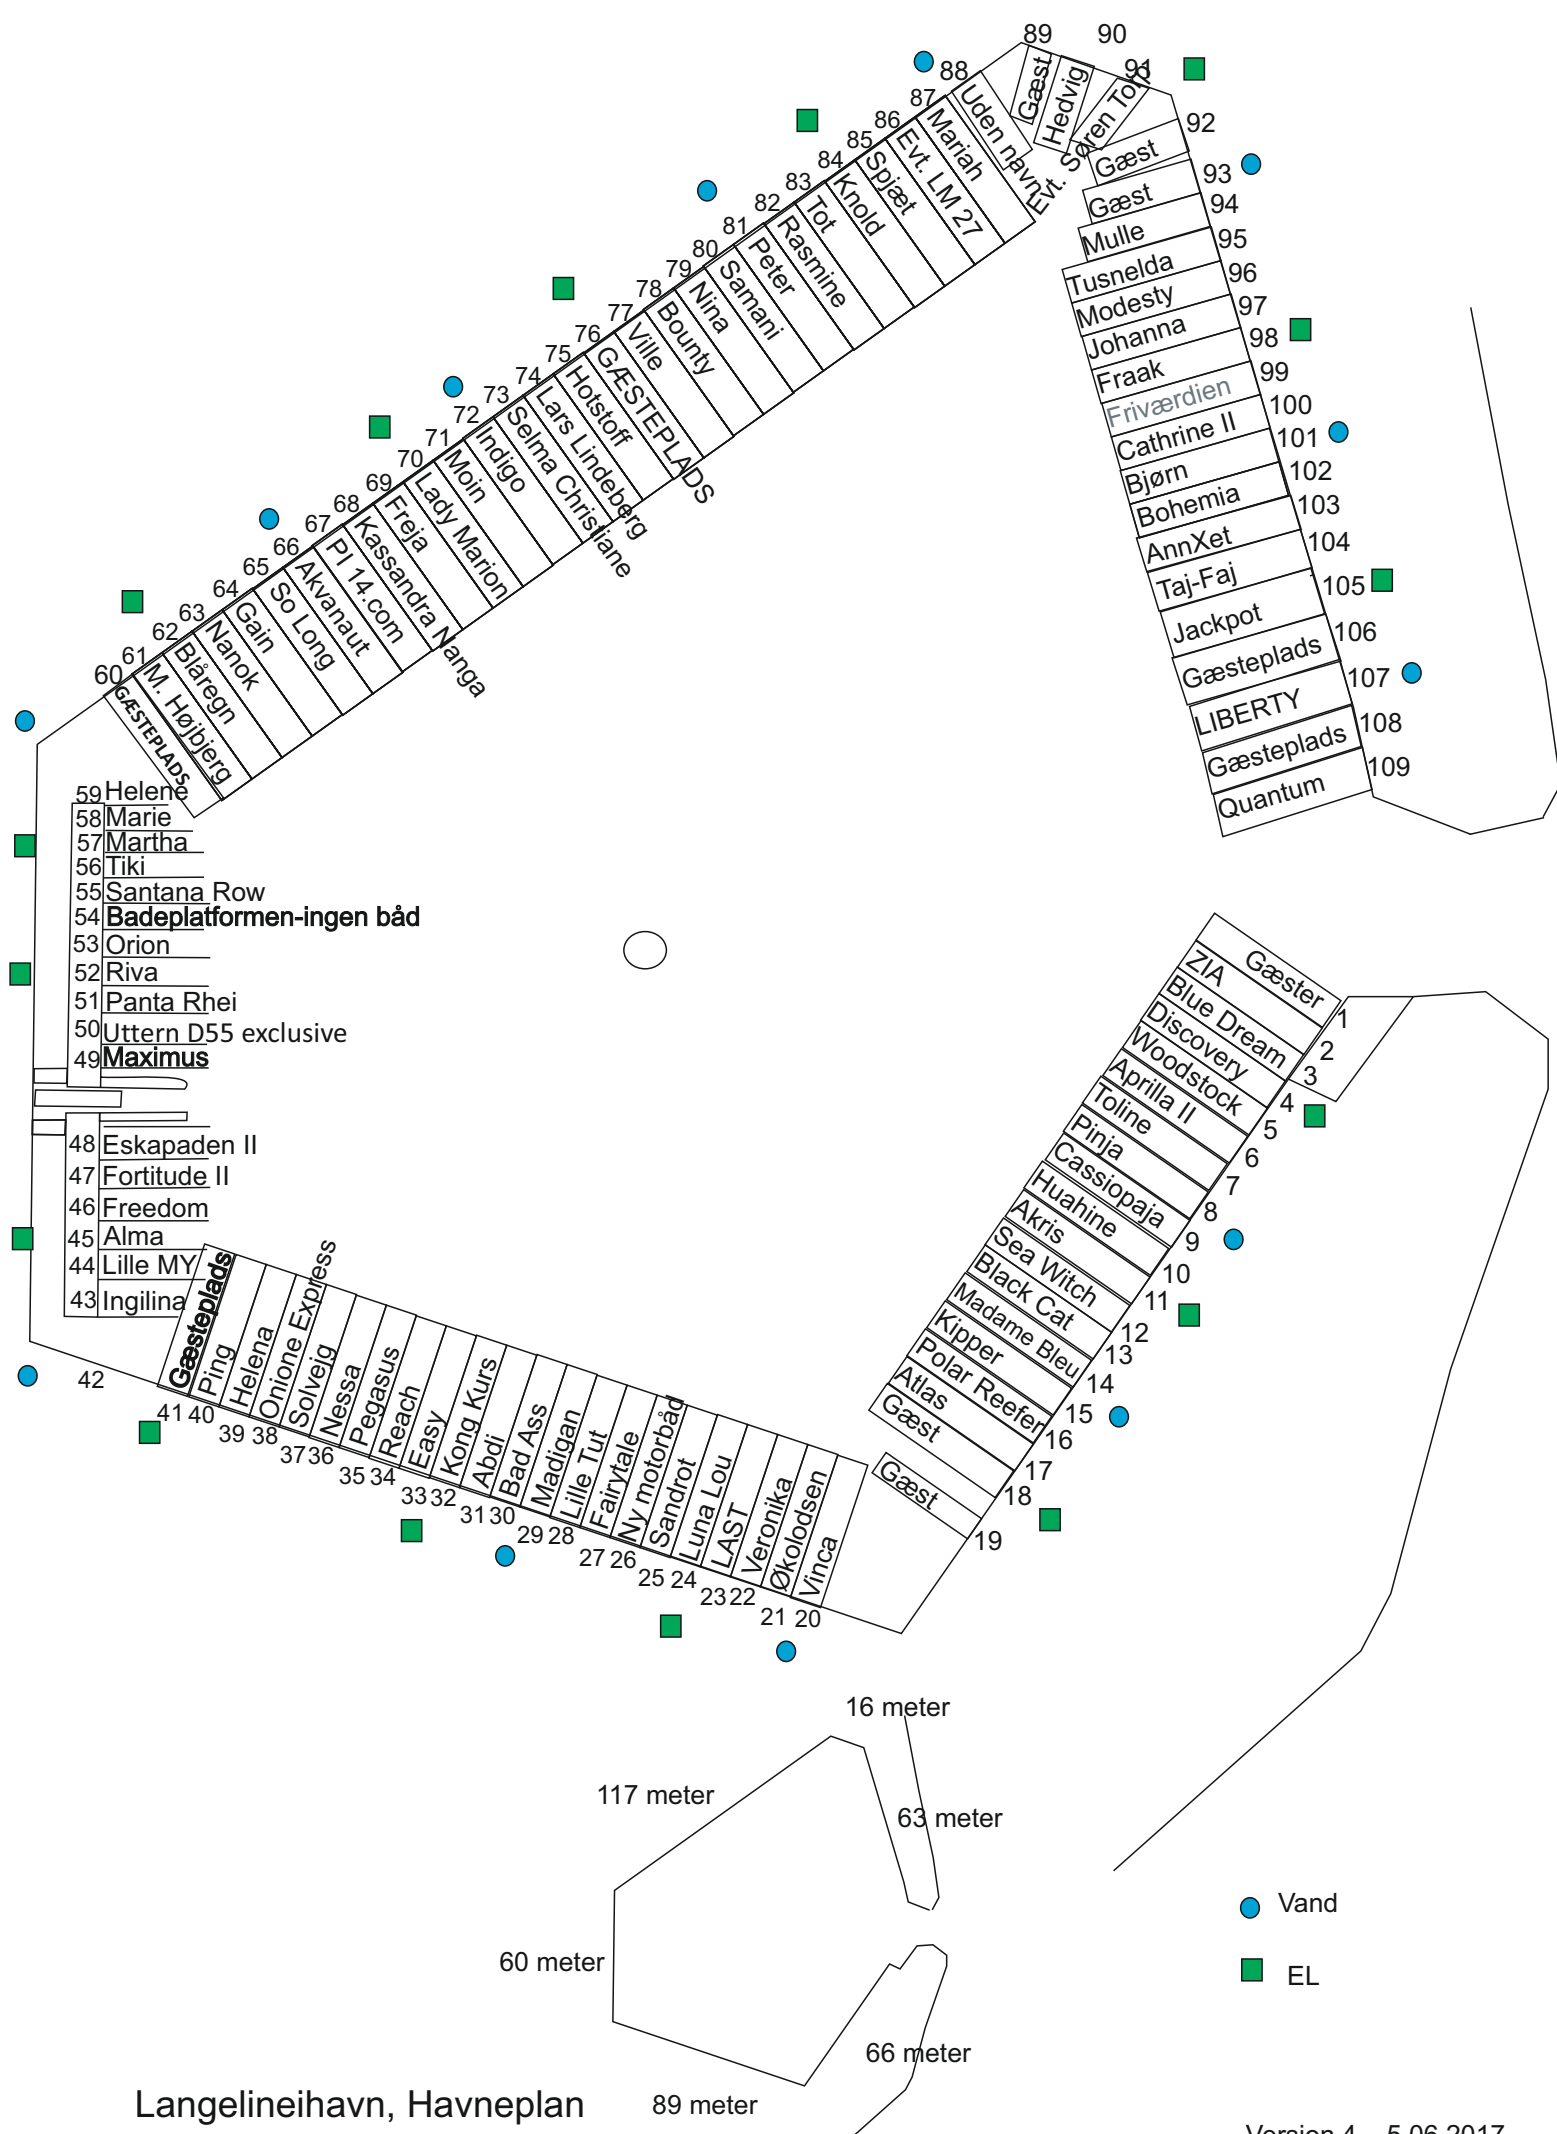 89
Gæst
90
Hedvig
91
Evt. Søren Torp
88
Uden navn
87
Mariah
86
Evt. LM 27
85
Spjæt
84
Knold
83
Tot
82
Rasmine
81
Peter
80
Samani
79
Nina
78
Bounty
77
Ville
76
GÆSTEPLADS
75
Hotstoff
74
Lars Lindeberg
73
Selma Christiane
72
Indigo
71
Moin
70
Lady Marion
69
Freja
68
Kassandra Nanga
67
PI 14.com
66
Akvanaut
65
So Long
64
Gain
63
Nanok
62
Blåregn
61
M. Højbjerg
60
GÆSTEPLADS
92
Gæst
93
Gæst
94
Mulle
95
Tusnelda
96
Modesty
97
Johanna
98
Fraak
99
Friværdien
100
Cathrine II
101
Bjørn
102
Bohemia
103
AnnXet
104
Taj-Faj
105
Jackpot
106
Gæsteplads
107
LIBERTY
108
Gæsteplads
109
Quantum
59 Helene
58 Marie
57 Martha
56 Tiki
55 Santana Row
54 Badeplatformen-ingen båd
53 Orion
52 Riva
51 Panta Rhei
50 Uttern D55 exclusive
49 Maximus
48 Eskapaden II
47 Fortitude II
46 Freedom
45 Alma
44 Lille MY
43 Ingilina
42
Gæster
1
ZIA
2
Blue Dream
3
Discovery
4
Woodstock
5
Aprilla II
6
Toline
7
Pinja
8
Cassiopaja
9
Huahine
10
Akris
11
Sea Witch
12
Black Cat
13
Madame Bleu
14
Kipper
15
Polar Reefer
16
Atlas
17
Gæst
18
Gæst
19
Gæsteplads
41
Ping
40
Helena
39
Onione Express
38
Solvejg
37
Nessa
36
Pegasus
35
Reach
34
Easy
33
Kong Kurs
32
Abdi
31
Bad Ass
30
Madigan
29
Lille Tut
28
Fairytale
27
Ny motorbåd
26
Sandrot
25
Luna Lou
24
LAST
23
Veronika
22
Økolodsen
21
Vinca
20
16 meter
117 meter
63 meter
60 meter
66 meter
89 meter
Vand
EL
Langelineihavn, Havneplan
Version 4 5.06.2017